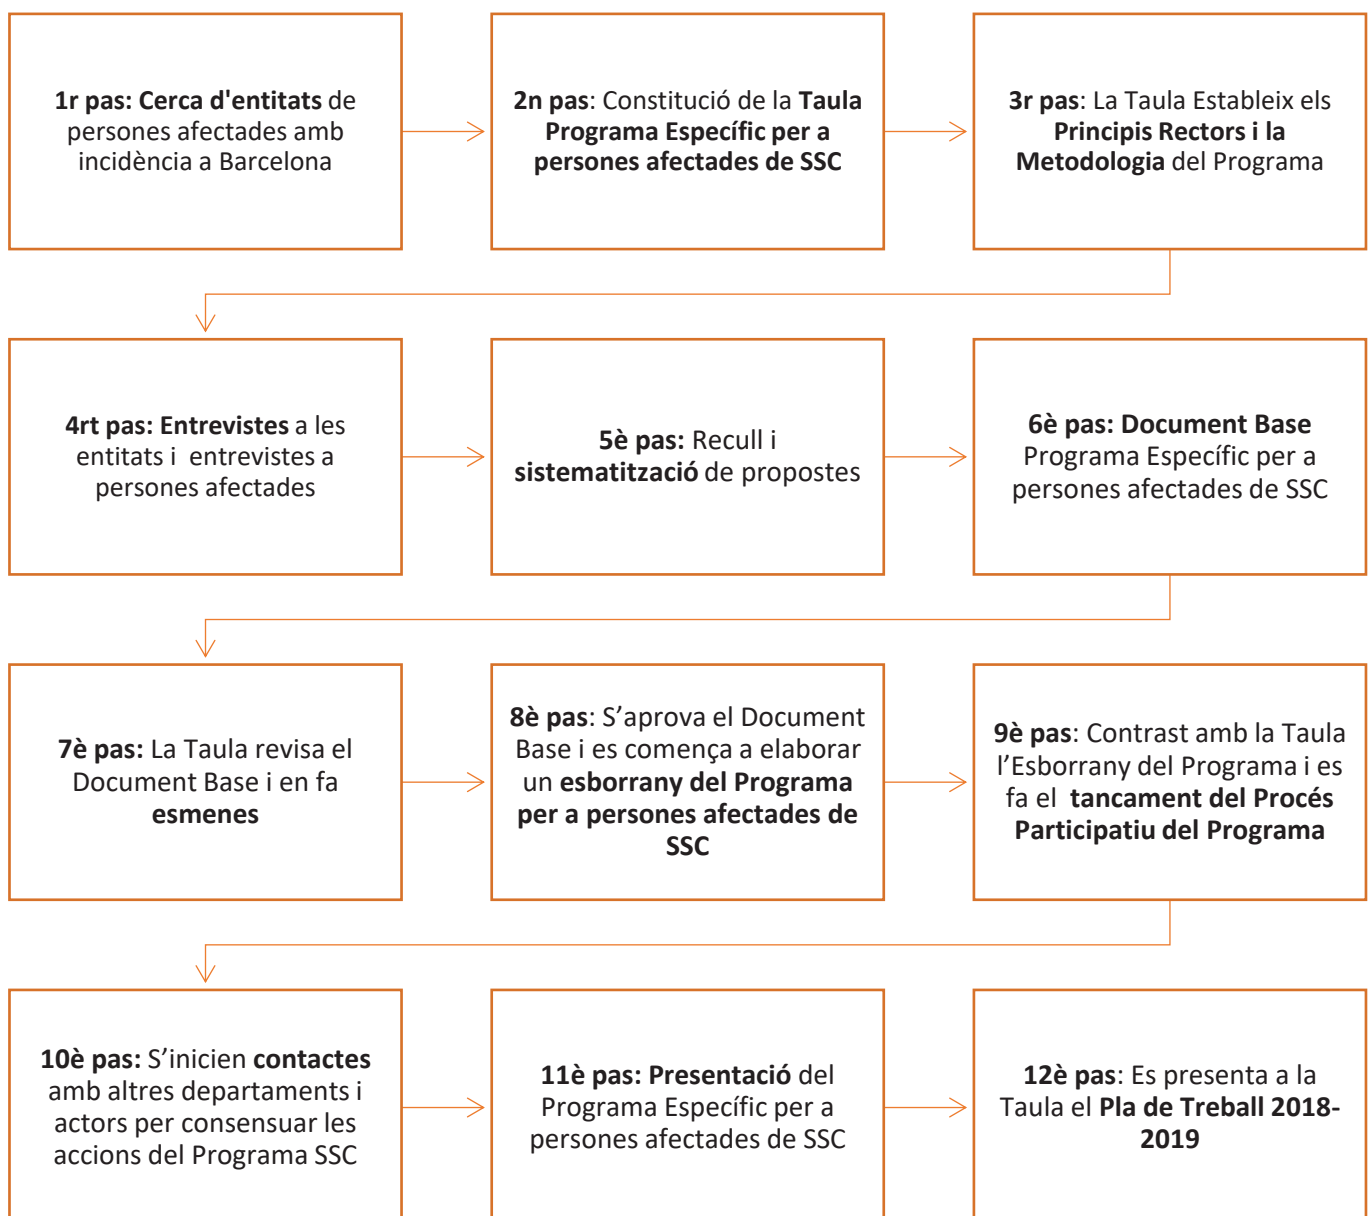 1r pas: Cerca d'entitats de
persones afectades amb
incidència a Barcelona
2n pas: Constitució de la Taula
Programa Específic per a
persones afectades de SSC
3r pas: La Taula Estableix els
Principis Rectors i la
Metodologia del Programa
4rt pas: Entrevistes a les
entitats i entrevistes a
persones afectades
5è pas: Recull i
sistematització de propostes
6è pas: Document Base
Programa Específic per a
persones afectades de SSC
7è pas: La Taula revisa el
Document Base i en fa
esmenes
8è pas: S’aprova el Document
Base i es comença a elaborar
un esborrany del Programa
per a persones afectades de
SSC
9è pas: Contrast amb la Taula
l’Esborrany del Programa i es
fa el tancament del Procés
Participatiu del Programa
10è pas: S’inicien contactes
amb altres departaments i
actors per consensuar les
accions del Programa SSC
11è pas: Presentació del
Programa Específic per a
persones afectades de SSC
12è pas: Es presenta a la
Taula el Pla de Treball 2018-
2019